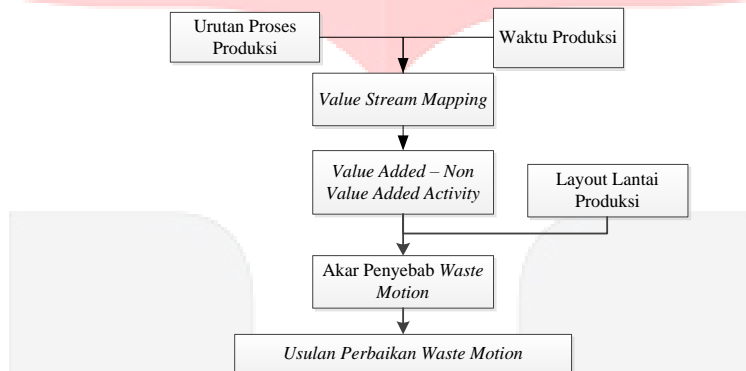 Urutan Proses
Produksi
Waktu Produksi
Value Stream Mapping
Value Added – Non
Value Added Activity
Layout Lantai
Produksi
Akar Penyebab Waste
Motion
Usulan Perbaikan Waste Motion